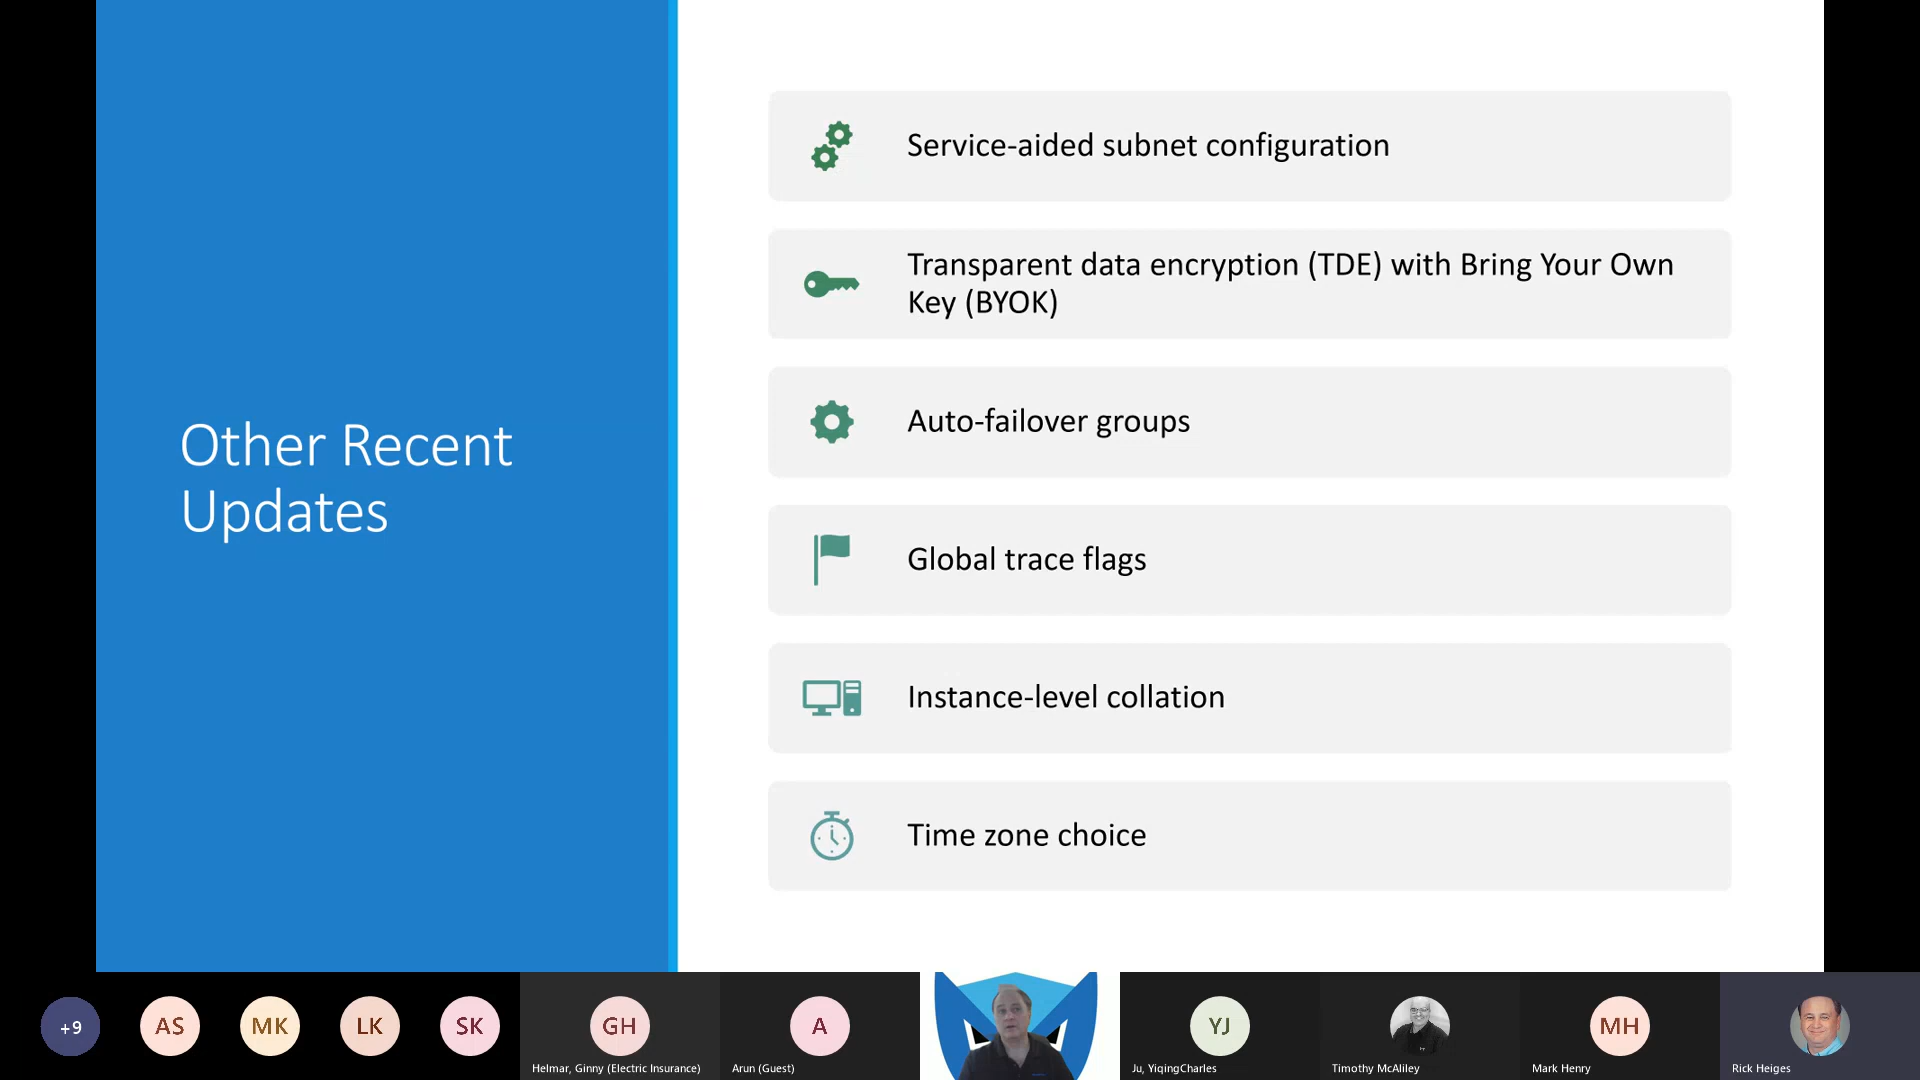 Other Recent
Updates
Service-aided subnet configuration
Transparent data encryption (TDE) with Bring Your Own
Key (BYOK)
Auto-failover groups
Global trace flags
Instance-level collation
Time zone choice
+9
AS
MK
LK
SK
GH
Helmar, Ginny (Electric Insurance)
A
Arun (Guest)
YJ
Ju, YiqingCharles
Timothy McAliley
MH
Mark Henry
Rick Heiges